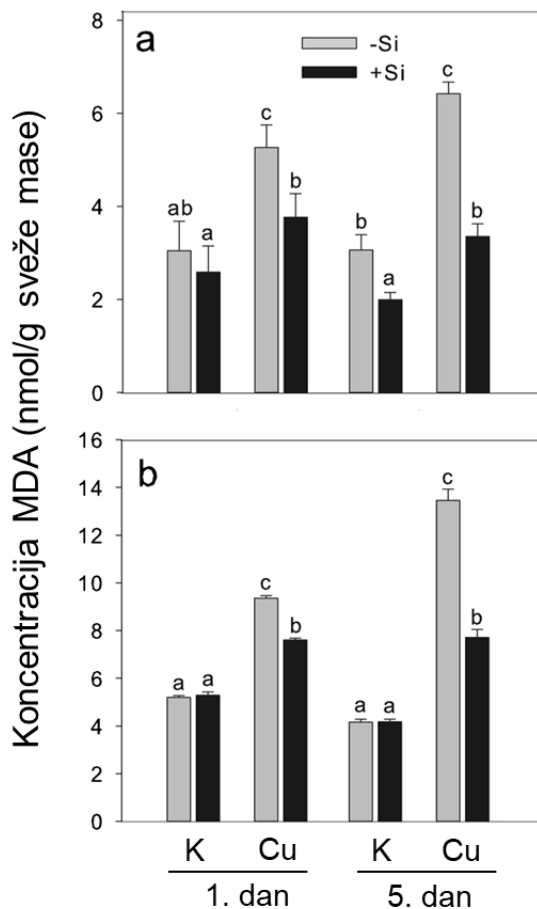 Koncentracija MDA (nmol/g sveže mase)
a
-Si
+Si
8
6
4
2
0
ab
a
c
b
b
a
c
b
b
16
14
12
10
8
6
4
2
0
a
a
c
b
a
a
c
b
K Cu K Cu
1. dan 5. dan